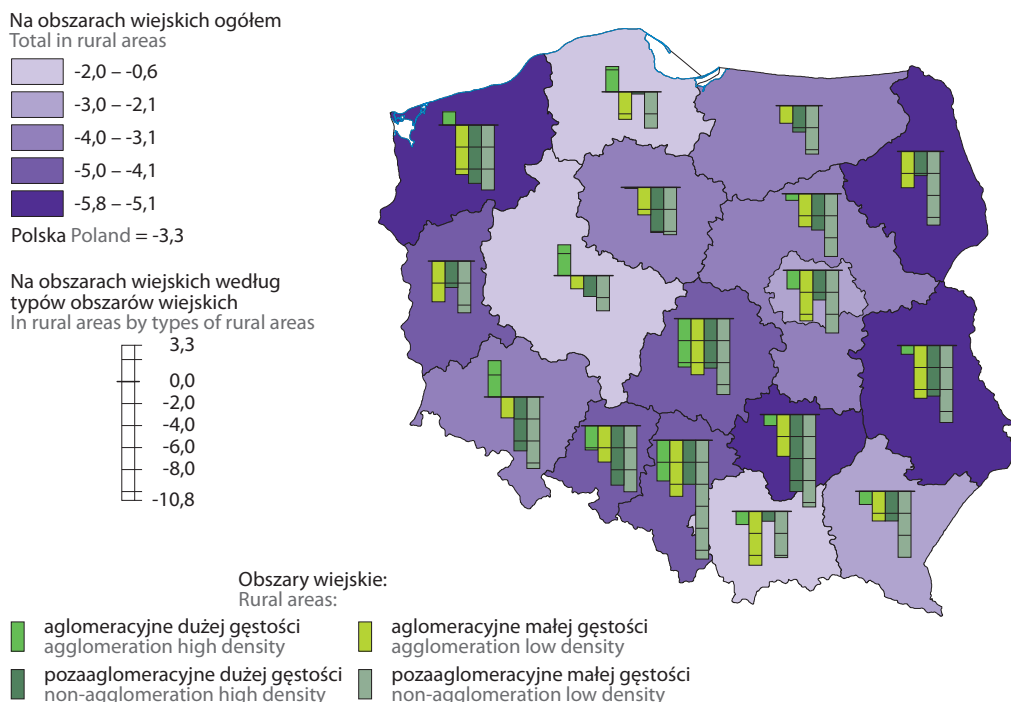 Na obszarach wiejskich ogółem
Total in rural areas
-2,0 – -0,6
-3,0 – -2,1
-4,0 – -3,1
-5,0 – -4,1
-5,8 – -5,1
Polska Poland = -3,3
Na obszarach wiejskich według
typów obszarów wiejskich
In rural areas by types of rural areas
3,3
0,0
-2,0
-4,0
-6,0
-8,0
-10,8
Obszary wiejskie:
Rural areas:
aglomeracyjne dużej gęstości
agglomeration high density
aglomeracyjne małej gęstości
agglomeration low density
pozaaglomeracyjne dużej gęstości
non-agglomeration high density
pozaaglomeracyjne małej gęstości
non-agglomeration low density